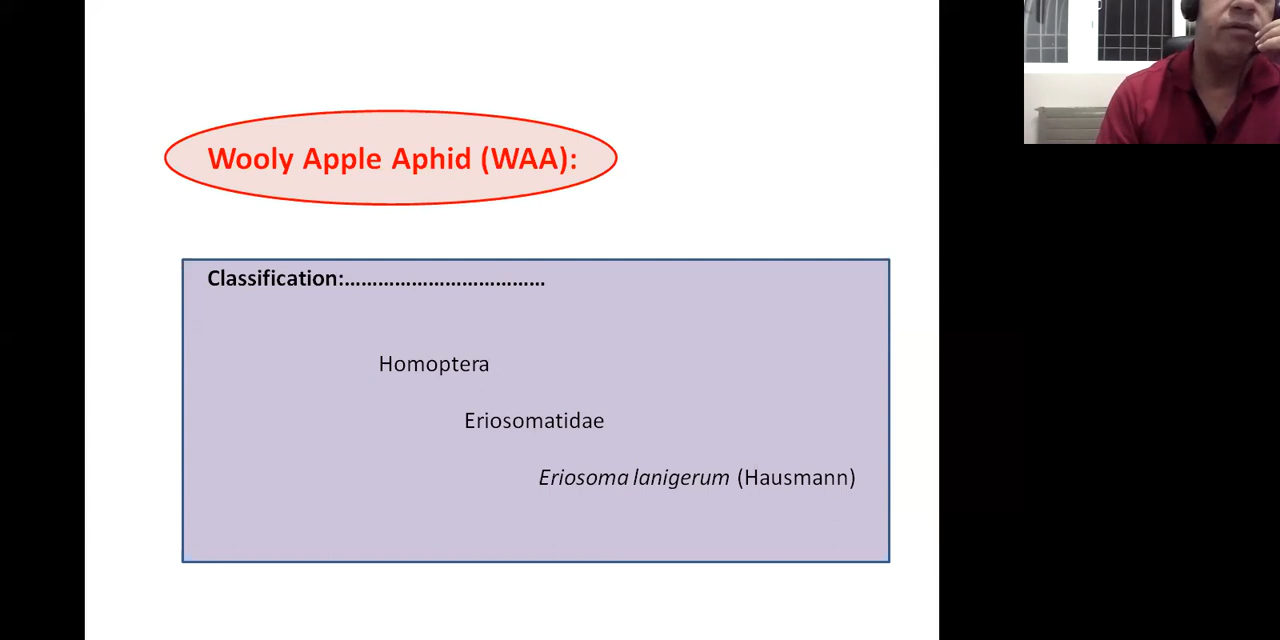 Wooly Apple Aphid (WAA):
Classification:....................................
Homoptera
Eriosomatidae
Eriosoma lanigerum (Hausmann)